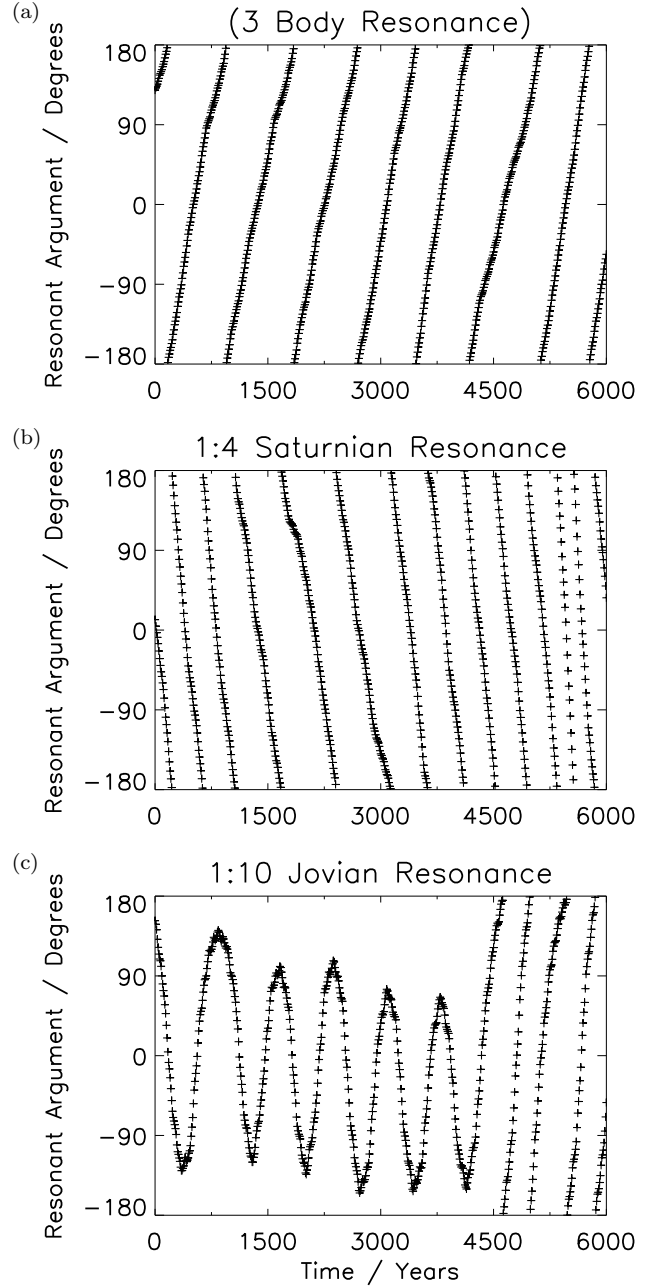 (a)
(3 Body Resonance)
Resonant Argument / Degrees
180
90
0
−90
−180
0 1500 3000 4500 6000
(b)
1:4 Saturnian Resonance
Resonant Argument / Degrees
180
90
0
−90
−180
0 1500 3000 4500 6000
(c)
1:10 Jovian Resonance
Resonant Argument / Degrees
180
90
0
−90
−180
0 1500 3000 4500 6000
Time / Years